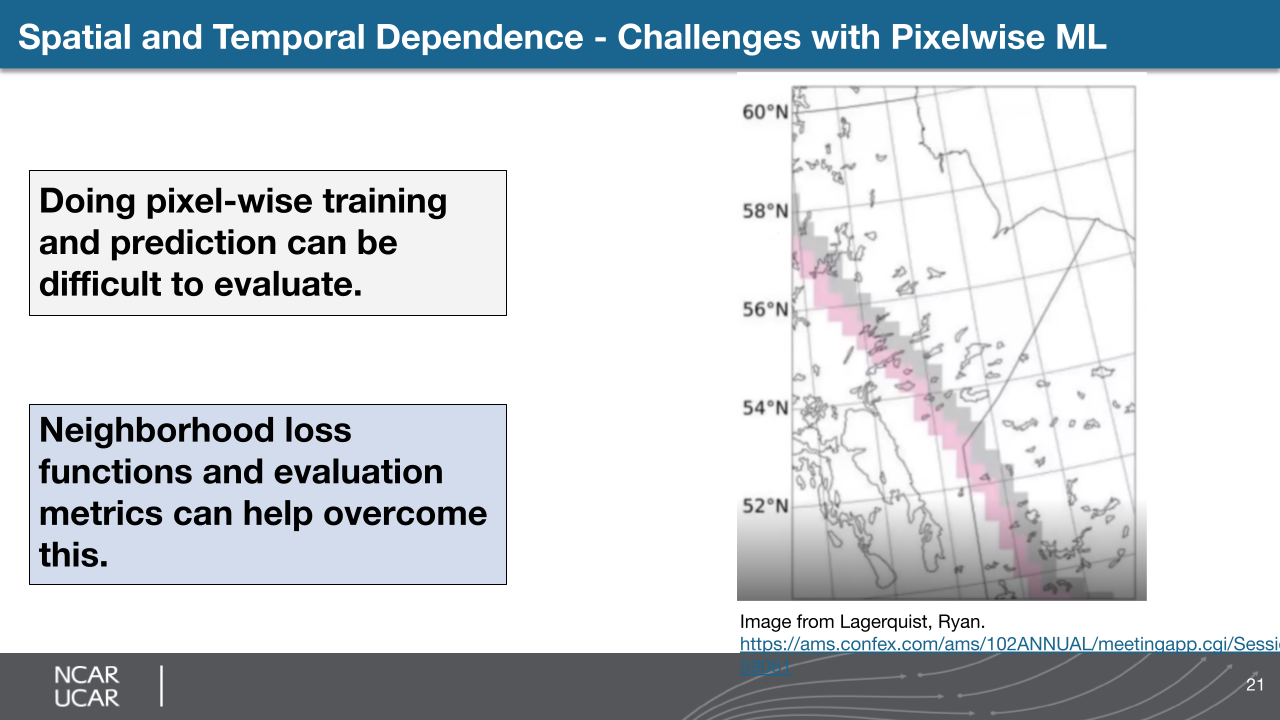 Spatial and Temporal Dependence - Challenges with Pixelwise ML
Doing pixel-wise training
and prediction can be
difficult to evaluate.
Neighborhood loss
functions and evaluation
metrics can help overcome
this.
60°N
58°N
56°N
54°N
52°N
Image from Lagerquist, Ryan.
https://ams.confex.com/ams/102ANNUAL/meetingapp.cgi/Sessi
NCAR
UCAR
21